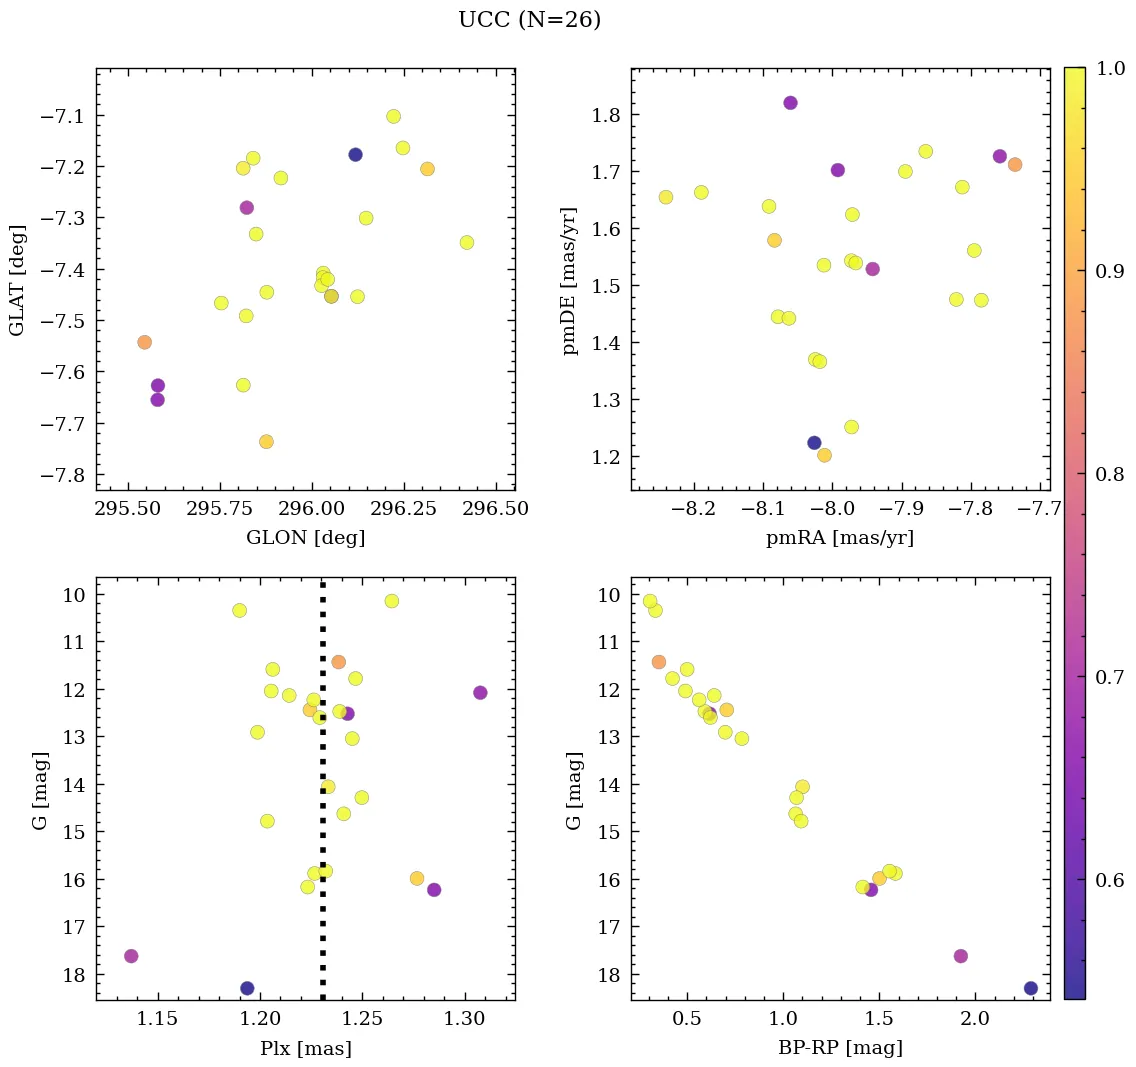 UCC (N=26)
−7.1
−7.2
−7.3
−7.4
−7.5
−7.6
−7.7
−7.8
GLAT [deg]
295.50 295.75 296.00 296.25 296.50
GLON [deg]
1.8
1.7
1.6
1.5
1.4
1.3
1.2
pmDE [mas/yr]
−8.2 −8.1 −8.0 −7.9 −7.8 −7.7
pmRA [mas/yr]
1.0
0.9
0.8
0.7
0.6
10
11
12
13
14
15
16
17
18
G [mag]
1.15 1.20 1.25 1.30
Plx [mas]
10
11
12
13
14
15
16
17
18
G [mag]
0.5 1.0 1.5 2.0
BP-RP [mag]